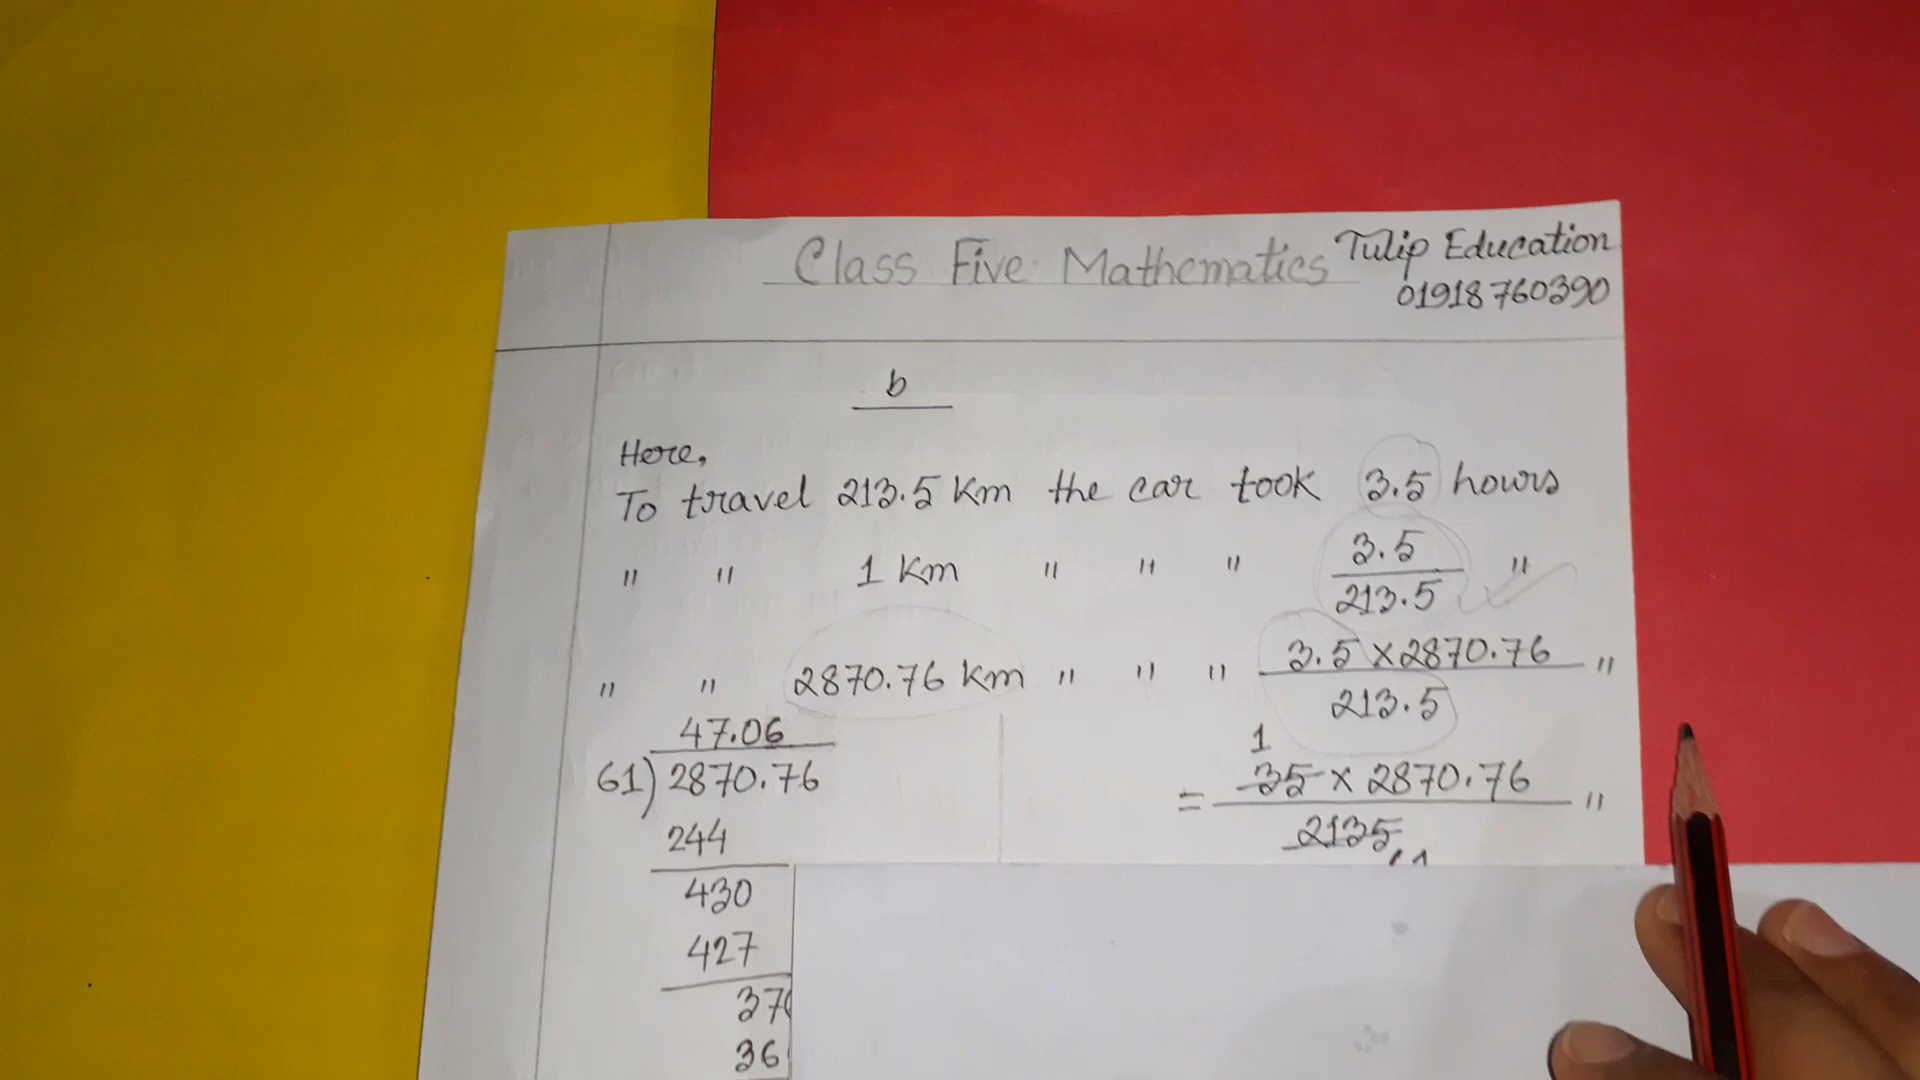 Class Five Mathematics
Tulip Education
01918760390
b
Here,
To travel 213.5 Km the car took 3.5 hours
" " 1 Km " " " 3.5/213.5 "
" " 2870.76 km " " " 3.5 × 2870.76/213.5 "
= 35 × 2870.76/2135 "
1
47.06
61) 2870.76
244
430
427